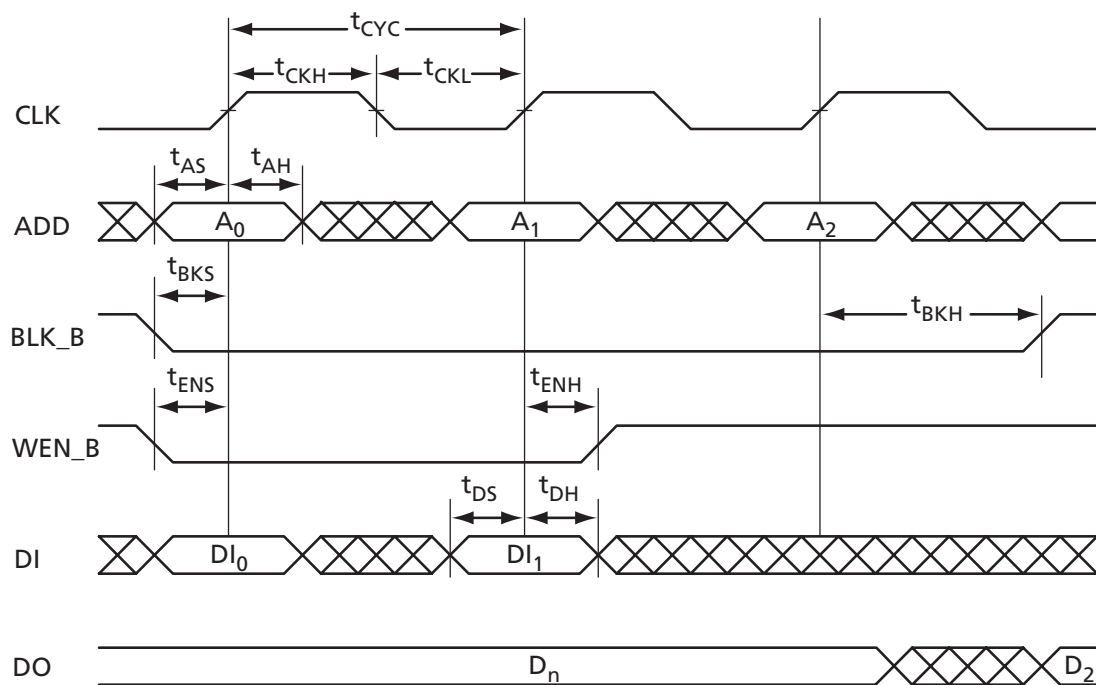 tCYC
tCKH tCKL
CLK
tAS tAH
ADD A0 A1 A2
tBKS
BLK_B tBKH
tENS tENH
WEN_B
tDS tDH
DI DI0 DI1
DO Dn D2